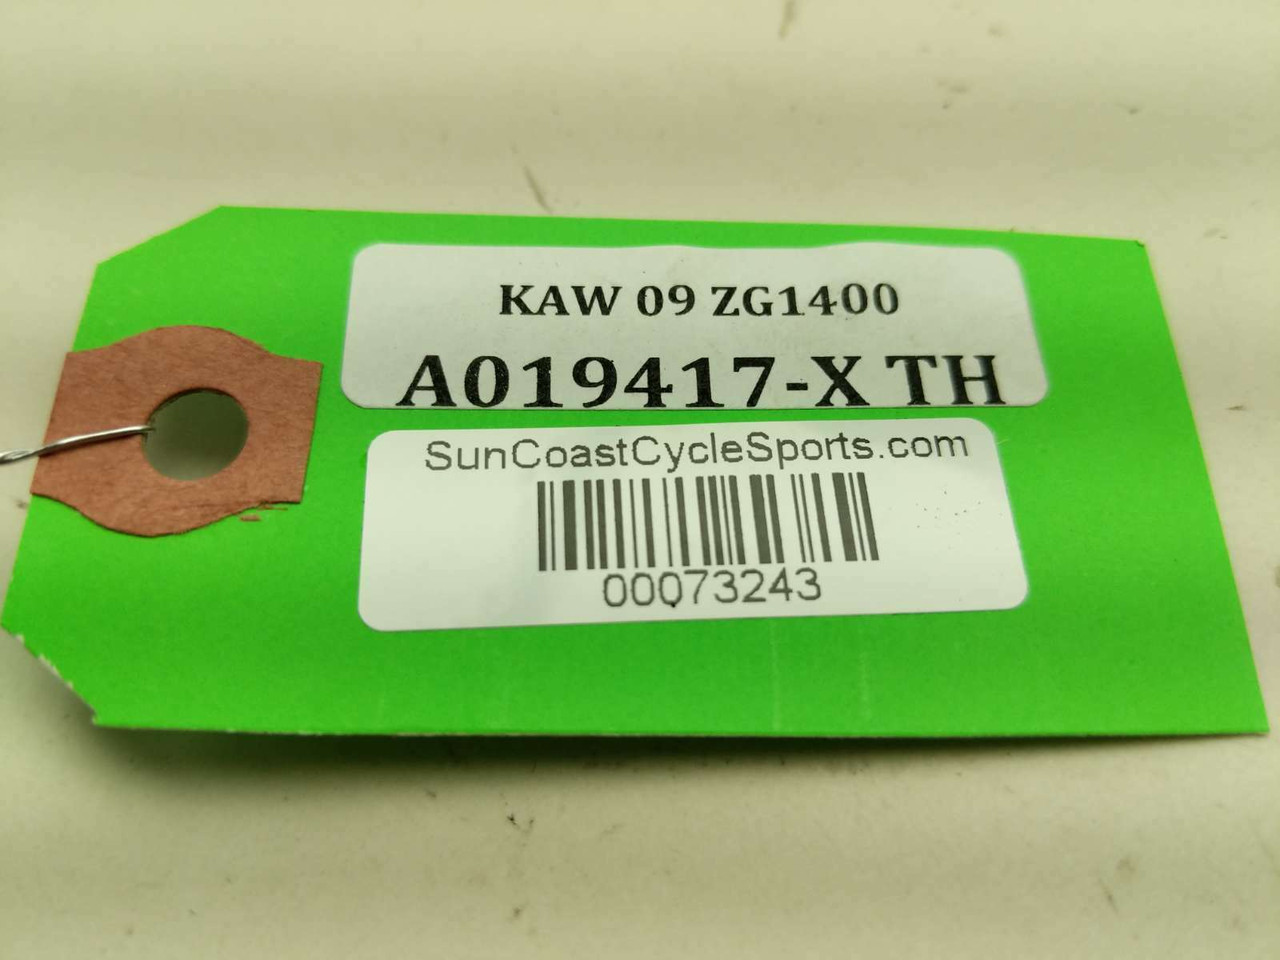 KAW 09 ZG1400
A019417-X TH
SunCoastCycleSports.com
00073243